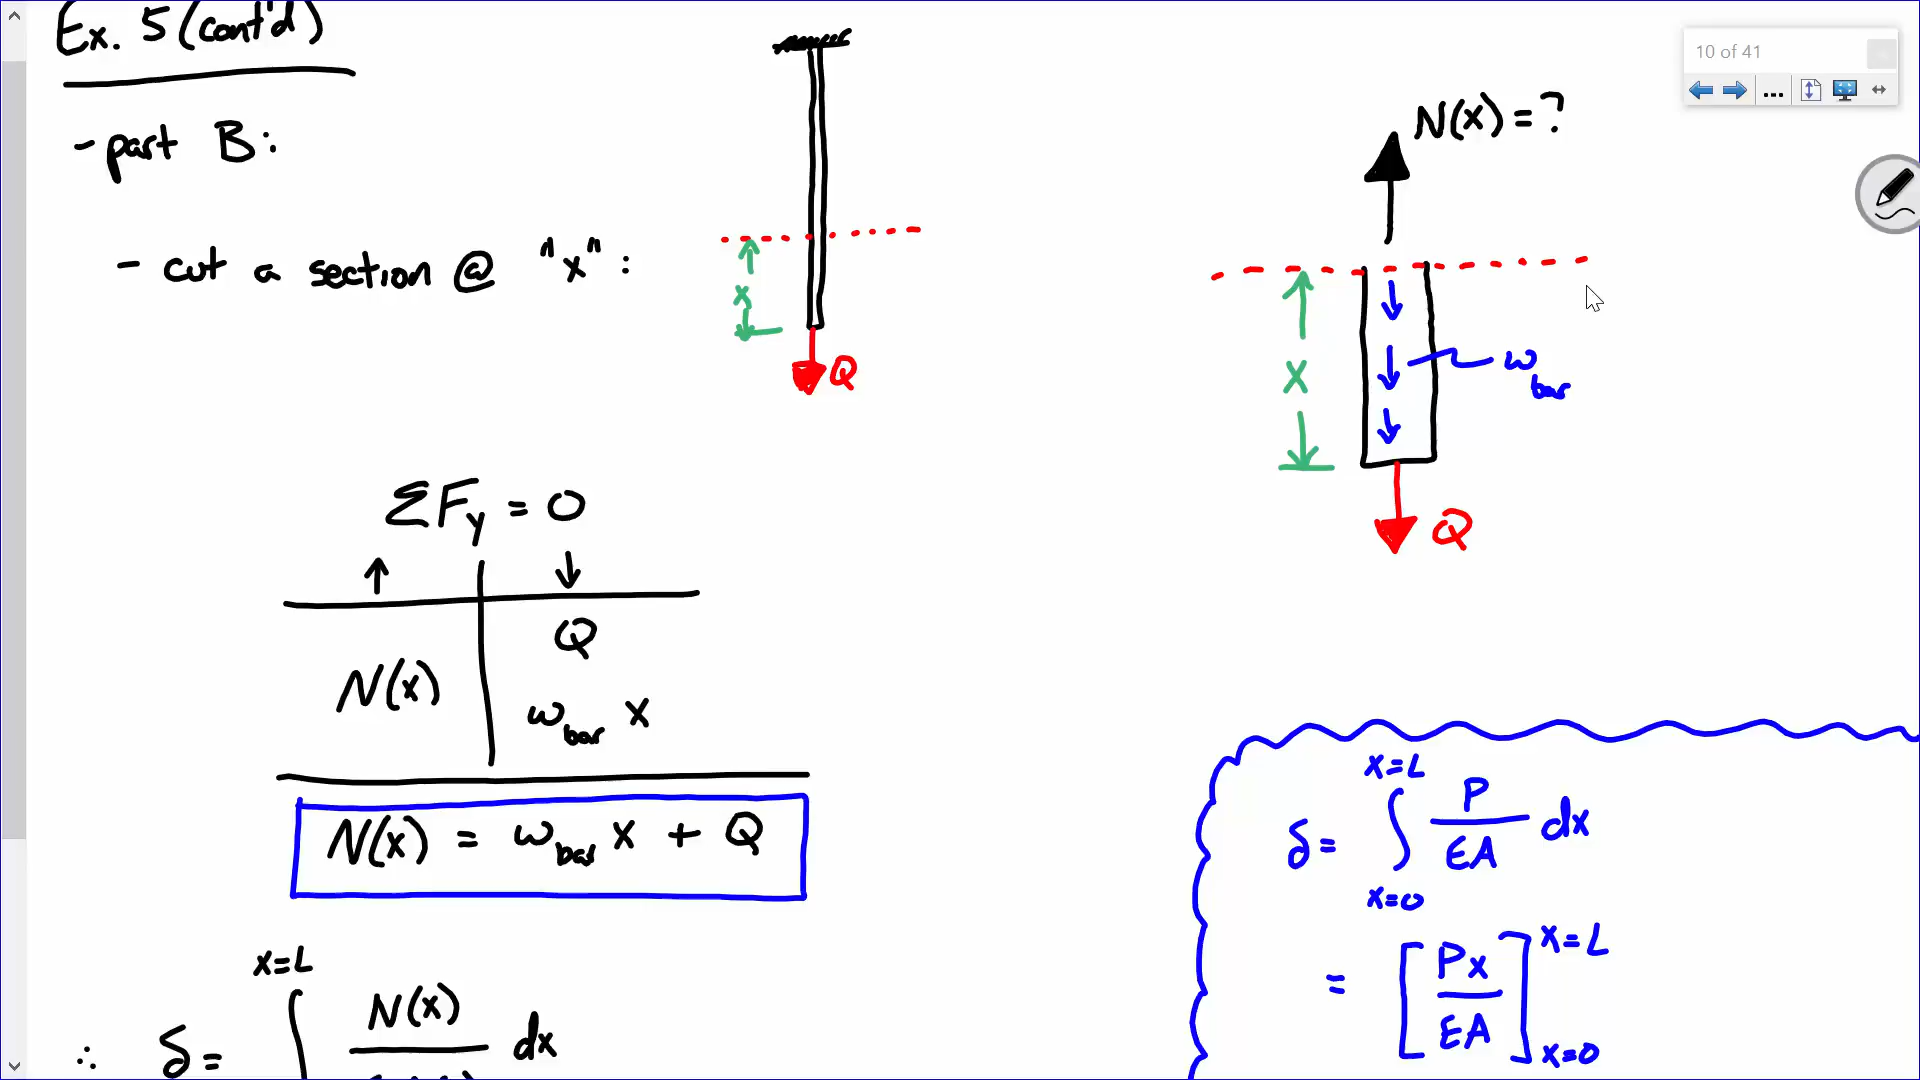 Ex. 5 (cont'd)
- part B:
- cut a section @ "x" :
x
Q
10 of 41
N(x) = ?
x
w bar
Q
ΣFy = 0
↑ ↓
N(x)
Q
w bar x
N(x) = w bar x + Q
x=L
∴ δ = ∫ N(x) dx
x=L
δ = ∫ P/EA dx
x=0
= [Px/EA] x=L
x=0